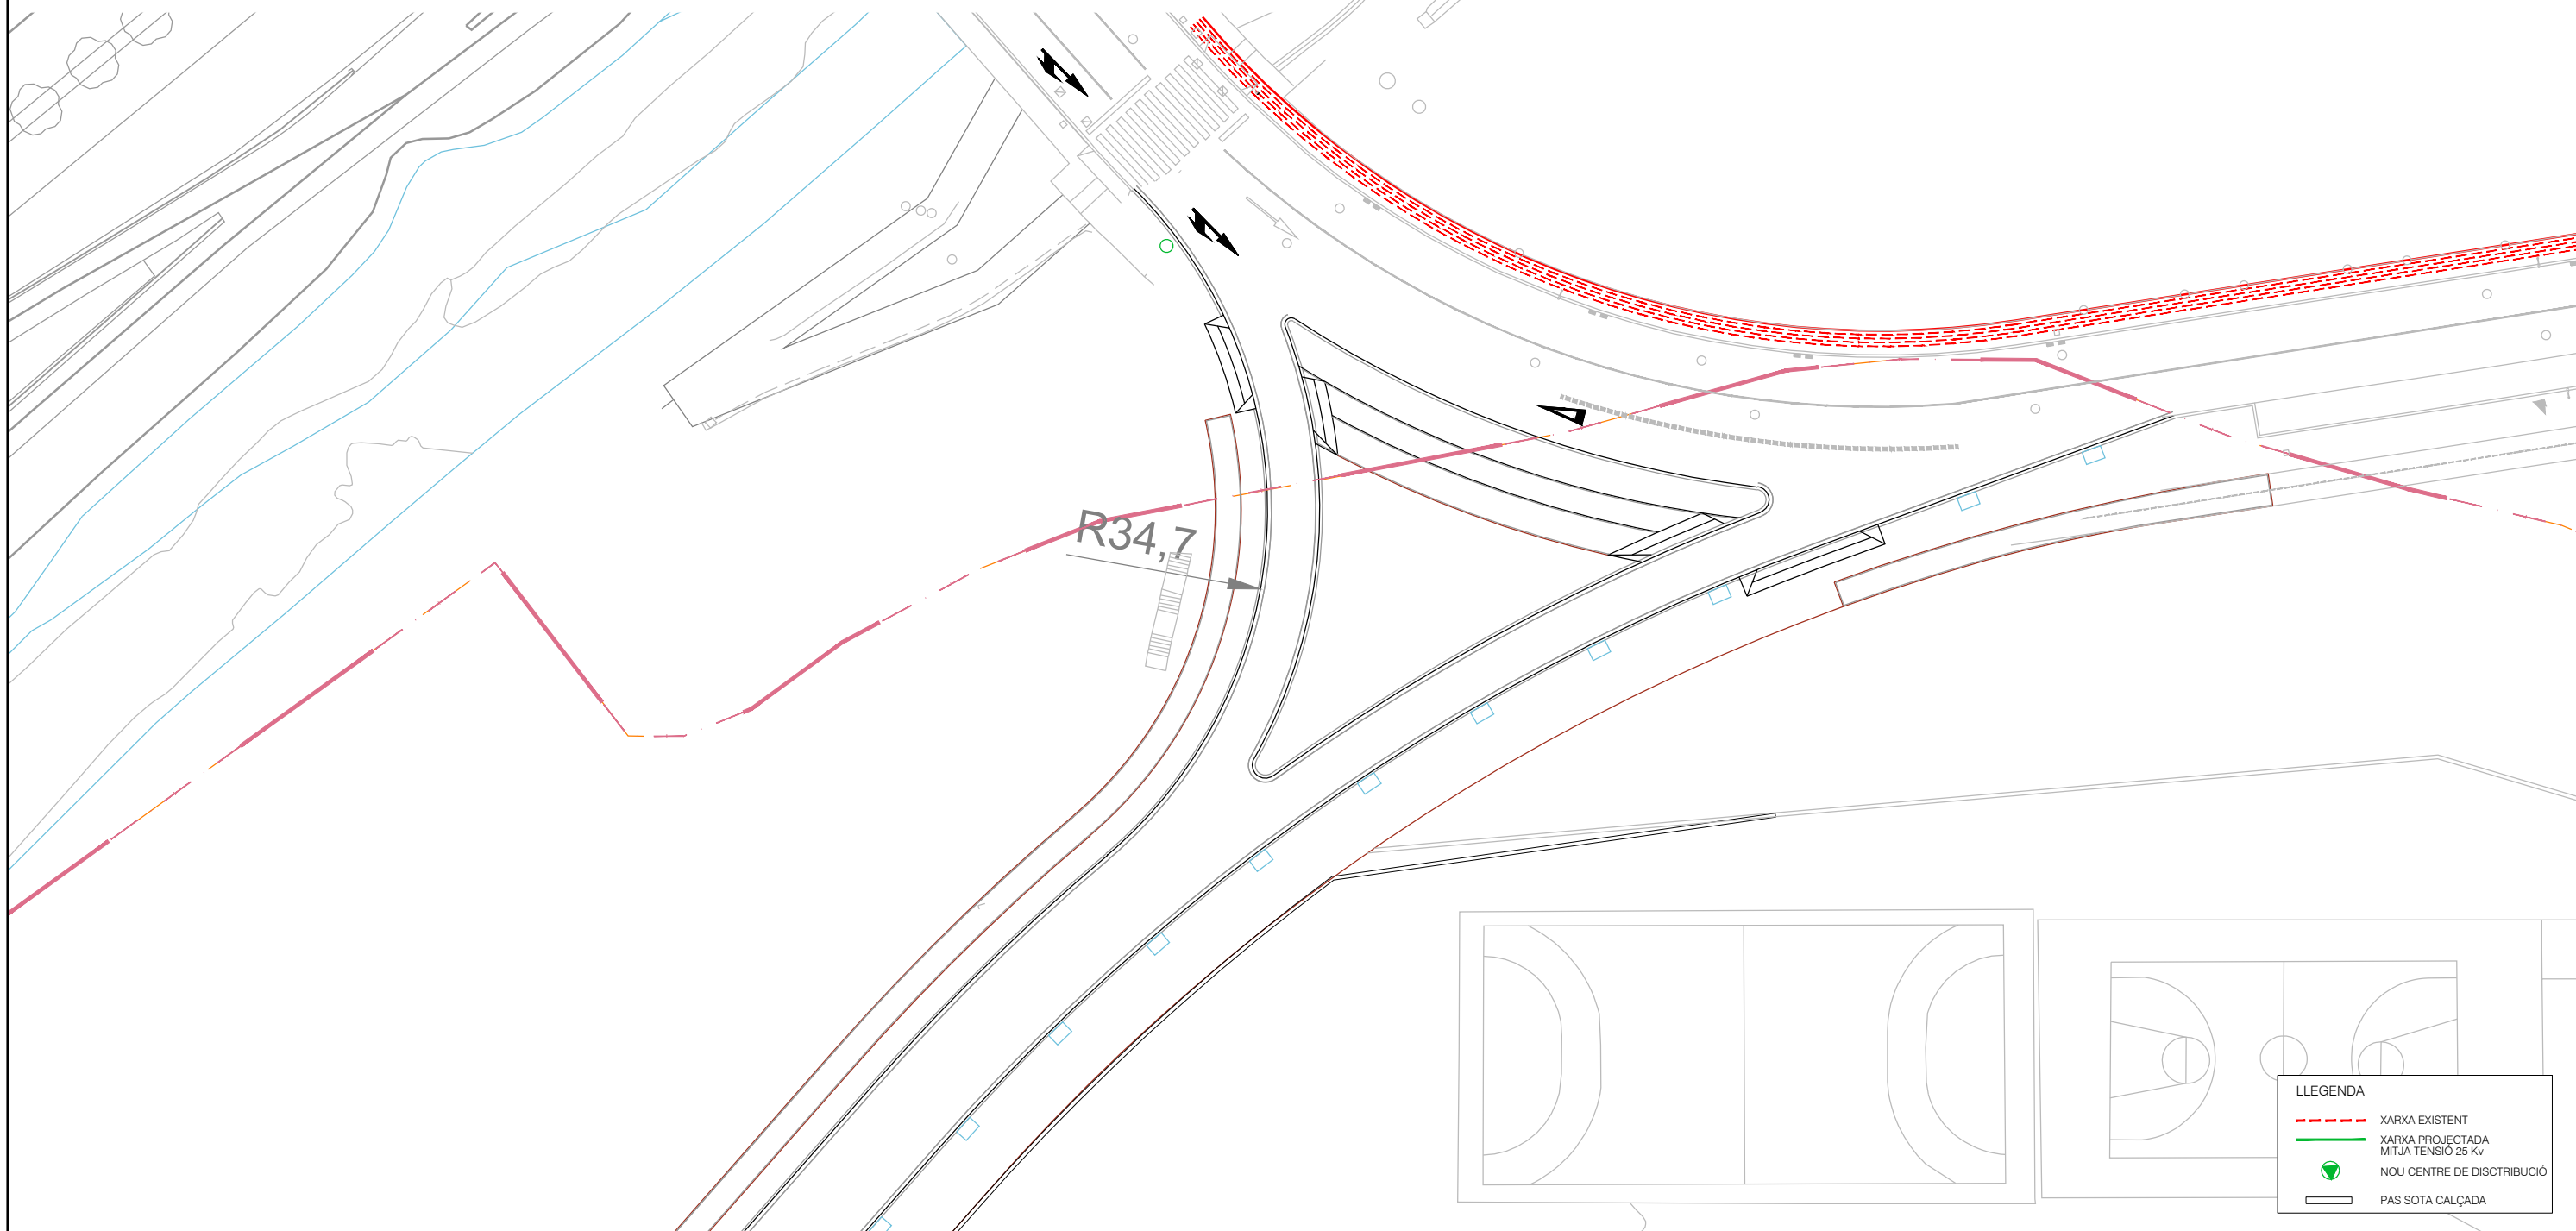 R34,7
LLEGENDA
XARXA EXISTENT
XARXA PROJECTADA
MITJA TENSIÓ 25 Kv
NOU CENTRE DE DISCTRIBUCIÓ
PAS SOTA CALÇADA